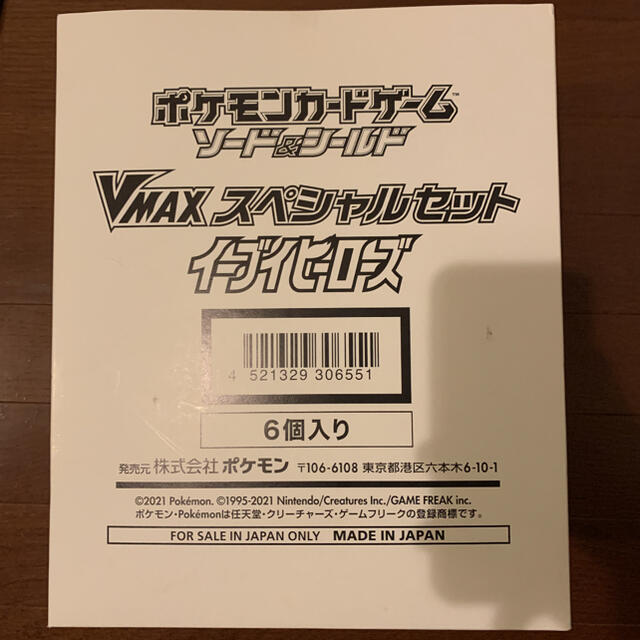 ポケモンカードゲーム™
ソード&シールド
VMAX スペシャルセット
イーブイヒーローズ
4 521329 306551
6個入り
発売元 株式会社 ポケモン 〒106-6108 東京都港区六本木6-10-1
©2021 Pokémon. ©1995-2021 Nintendo/Creatures Inc./GAME FREAK inc.
ポケモン・Pokémonは任天堂・クリーチャーズ・ゲームフリークの登録商標です。
FOR SALE IN JAPAN ONLY MADE IN JAPAN